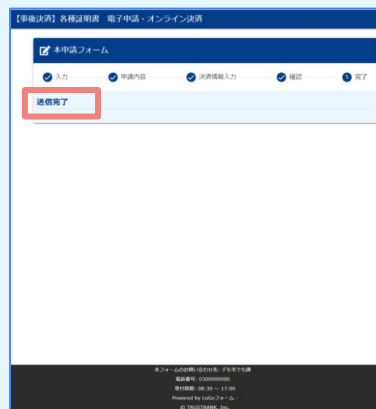 【事後決済】各種証明書　電子申請・オンライン決済
本申請フォーム
入力 申請内容 決済情報入力 確認 5 完了
送信完了
本フォームのお問い合わせ先: デモ市でも課
電話番号: 0300000000
受付時間: 08:30 ～ 17:00
Powered by LoGoフォーム -
© TRUSTBANK, Inc.